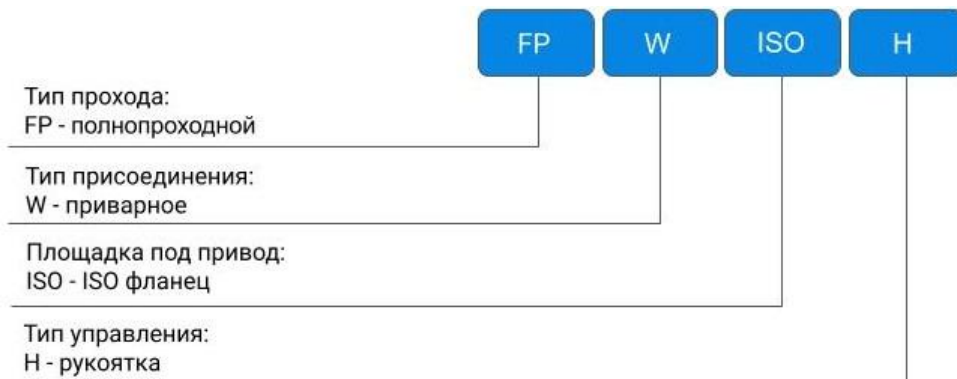 FP W ISO H
Тип прохода:
FP - полнопроходной
Тип присоединения:
W - приварное
Площадка под привод:
ISO - ISO фланец
Тип управления:
H - рукоятка